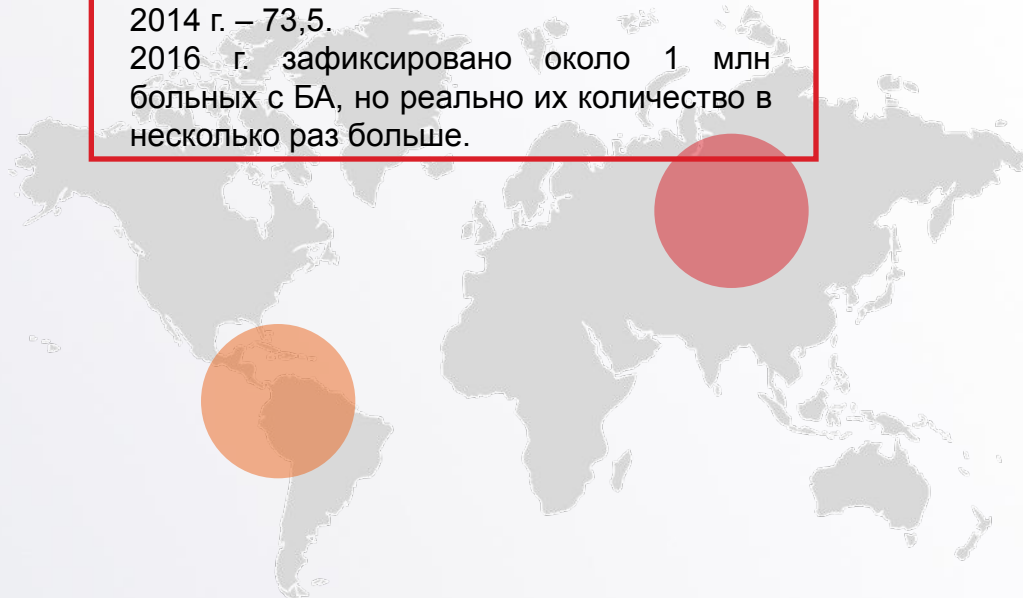 2014 г. – 73,5.
2016 г. зафиксировано около 1 млн
больных с БА, но реально их количество в
несколько раз больше.